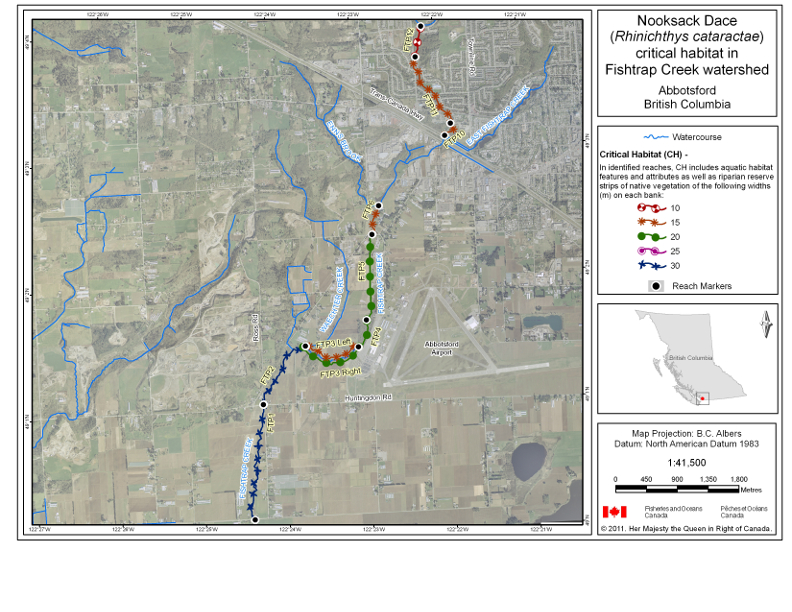 Nooksack Dace
(Rhinichthys cataractae)
critical habitat in
Fishtrap Creek watershed
Abbotsford
British Columbia
Watercourse
Critical Habitat (CH) -
In identified reaches, CH includes aquatic habitat
features and attributes as well as riparian reserve
strips of native vegetation of the following widths
(m) on each bank:
10
15
20
25
30
Reach Markers
British Columbia
Map Projection: B.C. Albers
Datum: North American Datum 1983
1:41,500
0 450 900 1,350 1,800
Metres
Fisheries and Oceans
Canada
Pêches et Océans
Canada
© 2011. Her Majesty the Queen in Right of Canada.
122°26'W 122°25'W 122°24'W 122°23'W 122°22'W 122°21'W
FTP12
FTP11
Trans-Canada Hwy
FTP10
EAST FISHTRAP CREEK
ENNS BROOK
FTP5
FISHTRAP CREEK
WAECHTER CREEK
FTP4
Ross Rd
FTP3 Left
FTP3 Right
Abbotsford
Airport
FTP2
Huntingdon Rd
FTP1
FISHTRAP CREEK
122°27'W 122°26'W 122°25'W 122°24'W 122°23'W 122°22'W 122°21'W